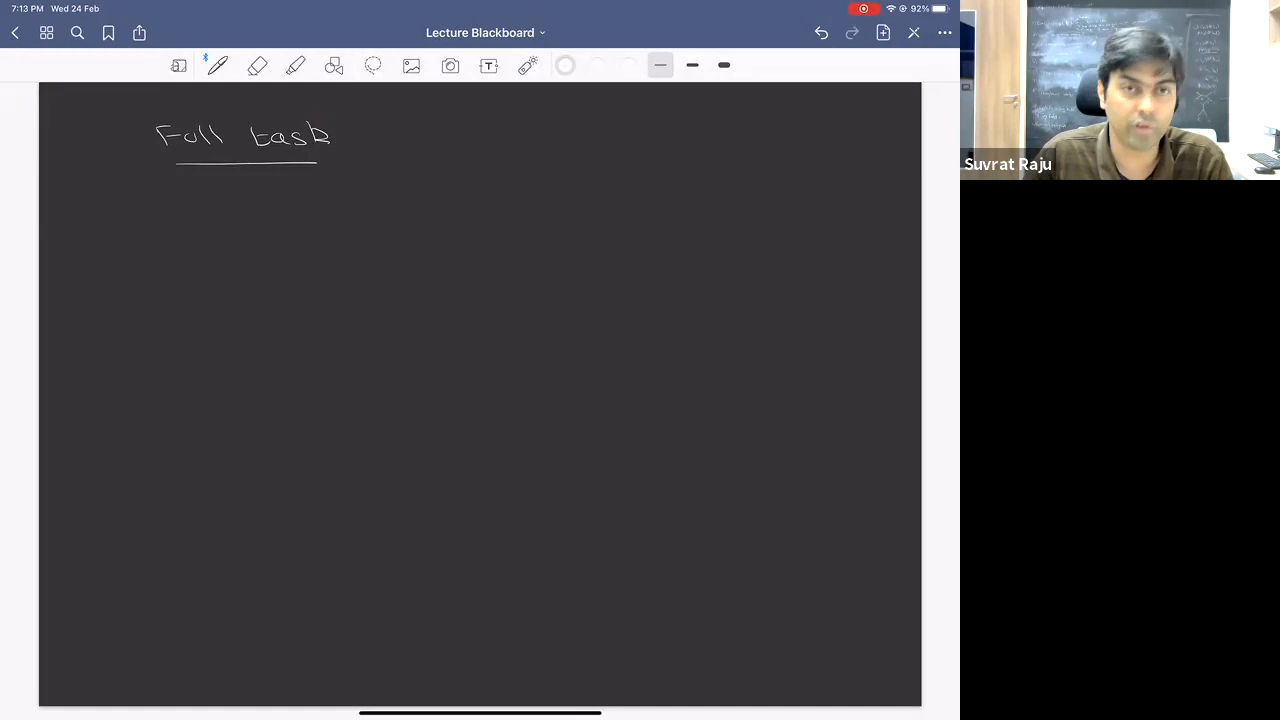 7:13 PM Wed 24 Feb
92%
Lecture Blackboard
Full task
Suvrat Raju